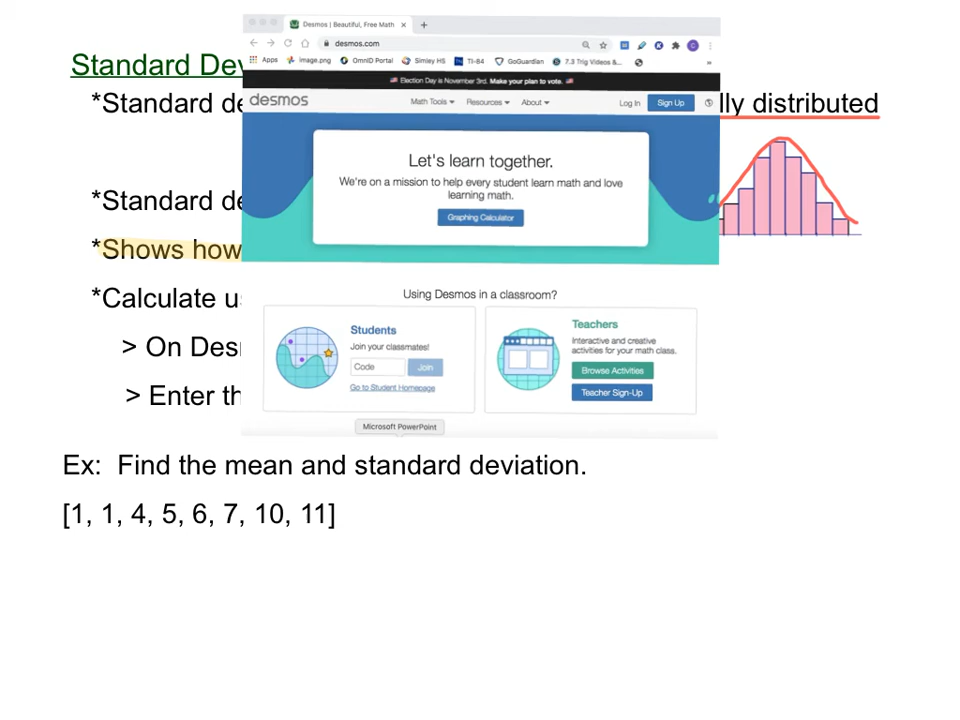 Desmos | Beautiful, Free Math
desmos.com
Apps Image.png OmniID Portal Simley HS TI-84 GoGuardian 7.3 Trig Videos &...
Standard Dev
Election Day is November 3rd. Make your plan to vote.
desmos Math Tools Resources About Log In Sign Up
*Standard de
lly distributed
Let's learn together.
We're on a mission to help every student learn math and love
learning math.
Graphing Calculator
*Standard de
*Shows how
*Calculate us
Using Desmos in a classroom?
Students
Join your classmates!
Code Join
Go to Student Homepage
Teachers
Interactive and creative
activities for your math class.
Browse Activities
Teacher Sign-Up
> On Desm
> Enter th
Microsoft PowerPoint
Ex: Find the mean and standard deviation.
[1, 1, 4, 5, 6, 7, 10, 11]